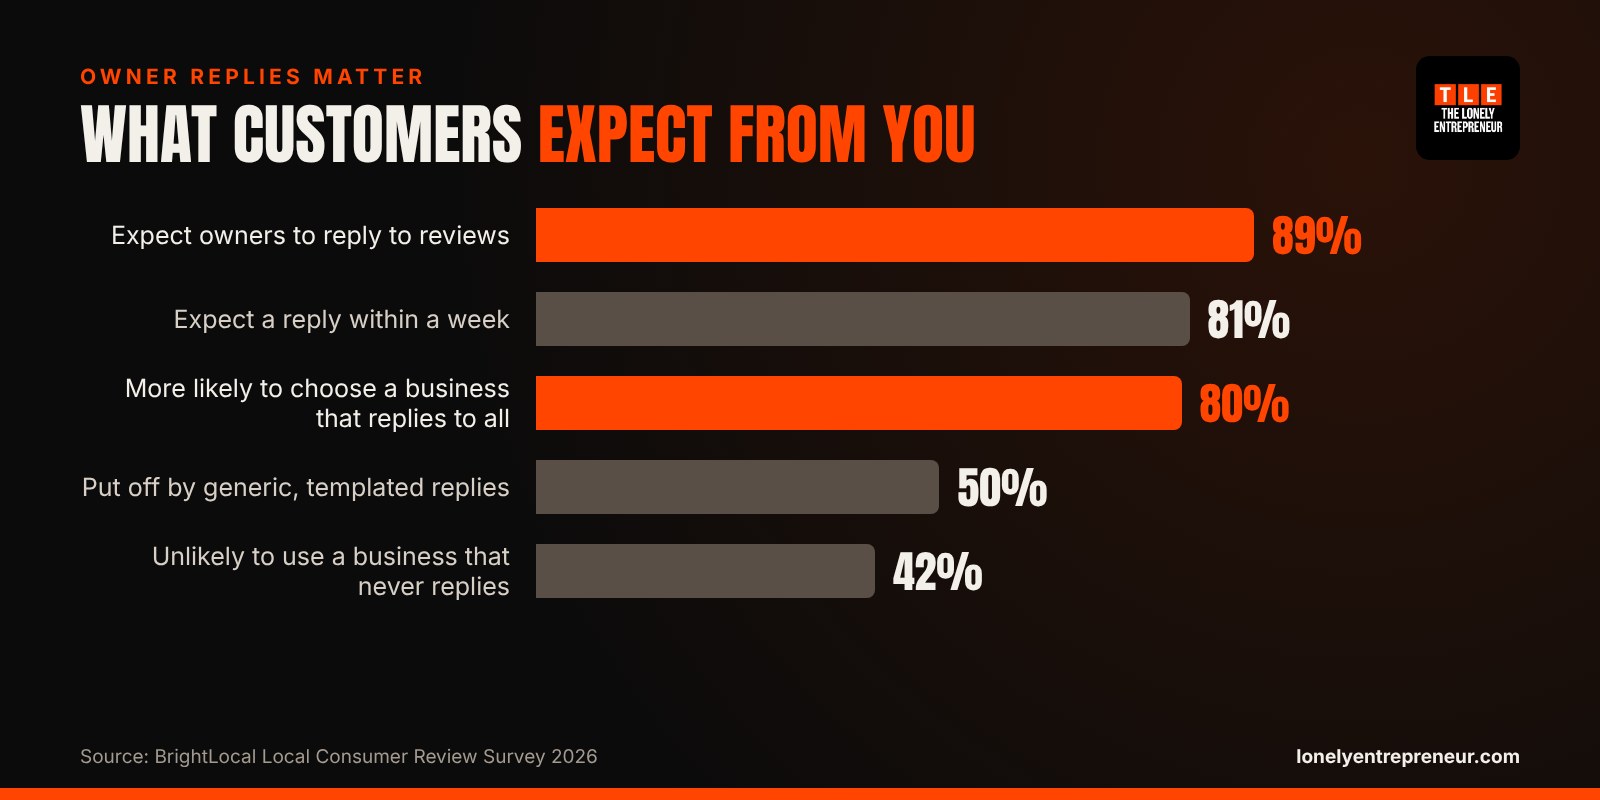 OWNER REPLIES MATTER
WHAT CUSTOMERS EXPECT FROM YOU
T L E
THE LONELY
ENTREPRENEUR
Expect owners to reply to reviews
89%
Expect a reply within a week
81%
More likely to choose a business
that replies to all
80%
Put off by generic, templated replies
50%
Unlikely to use a business that
never replies
42%
Source: BrightLocal Local Consumer Review Survey 2026
lonelyentrepreneur.com